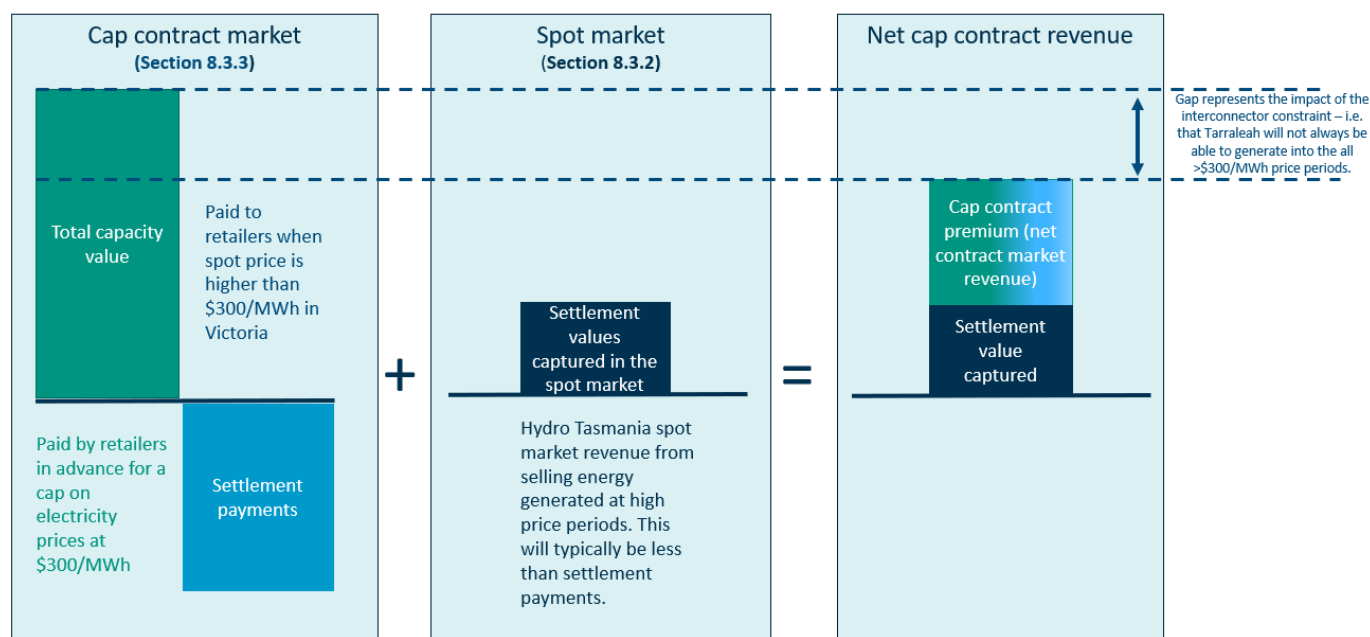 Cap contract market
(Section 8.3.3)
Total capacity
value
Paid to
retailers when
spot price is
higher than
$300/MWh in
Victoria
Paid by retailers
in advance for a
cap on
electricity
prices at
$300/MWh
Settlement
payments
+
Spot market
(Section 8.3.2)
Settlement
values
captured in the
spot market
Hydro Tasmania spot
market revenue from
selling energy
generated at high
price periods. This
will typically be less
than settlement
payments.
=
Net cap contract revenue
Cap contract
premium (net
contract market
revenue)
Settlement
value
captured
Gap represents the impact of the
interconnector constraint – i.e.
that Tarraleah will not always be
able to generate into the all
>$300/MWh price periods.